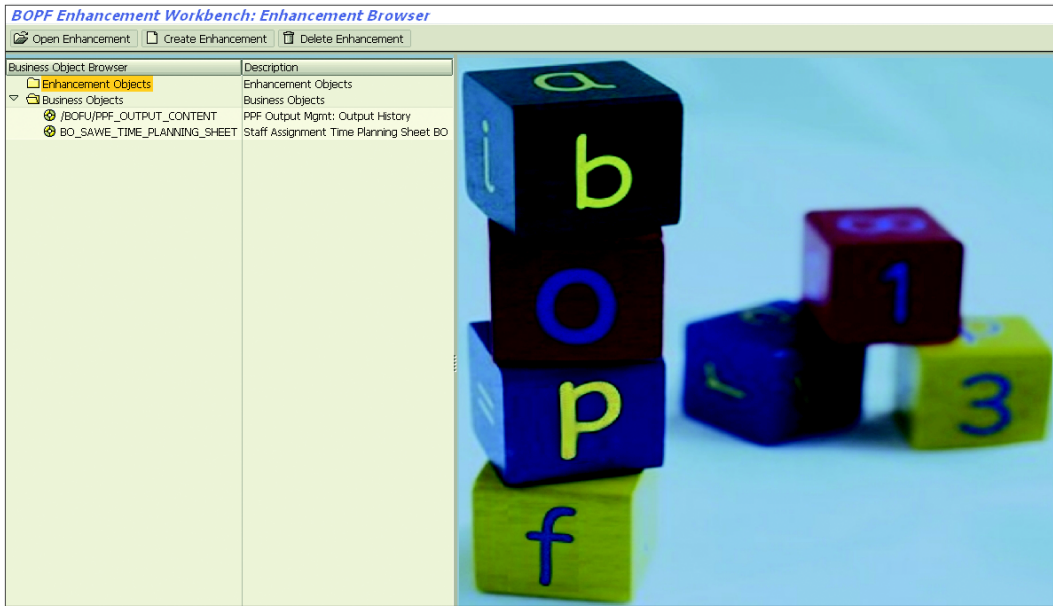 BOPF Enhancement Workbench: Enhancement Browser
Open Enhancement Create Enhancement Delete Enhancement
Business Object Browser Description
Enhancement Objects Enhancement Objects
Business Objects Business Objects
/BOFU/PPF_OUTPUT_CONTENT PPF Output Mgmt: Output History
BO_SAWE_TIME_PLANNING_SHEET Staff Assignment Time Planning Sheet BO
a
i b
o
= p
f
8
1
r
3